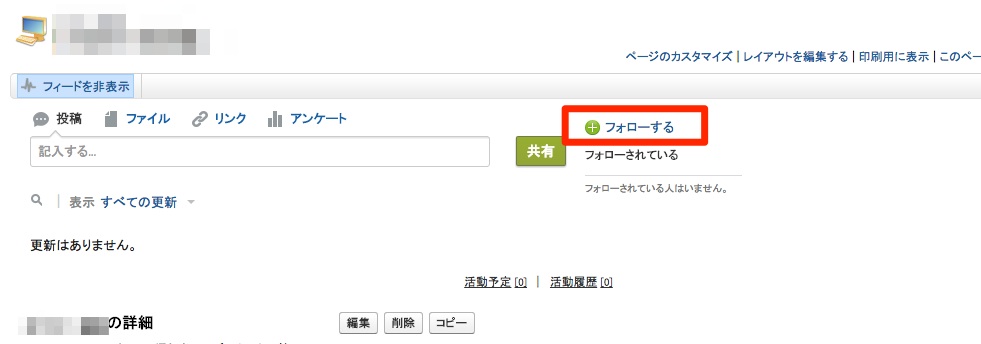 ページのカスタマイズ | レイアウトを編集する | 印刷用に表示 | このペー
フィードを非表示
投稿 ファイル リンク アンケート
フォローする
記入する...
共有
フォローされている
フォローされている人はいません。
表示 すべての更新
更新はありません。
活動予定 [0] | 活動履歴 [0]
の詳細
編集 削除 コピー